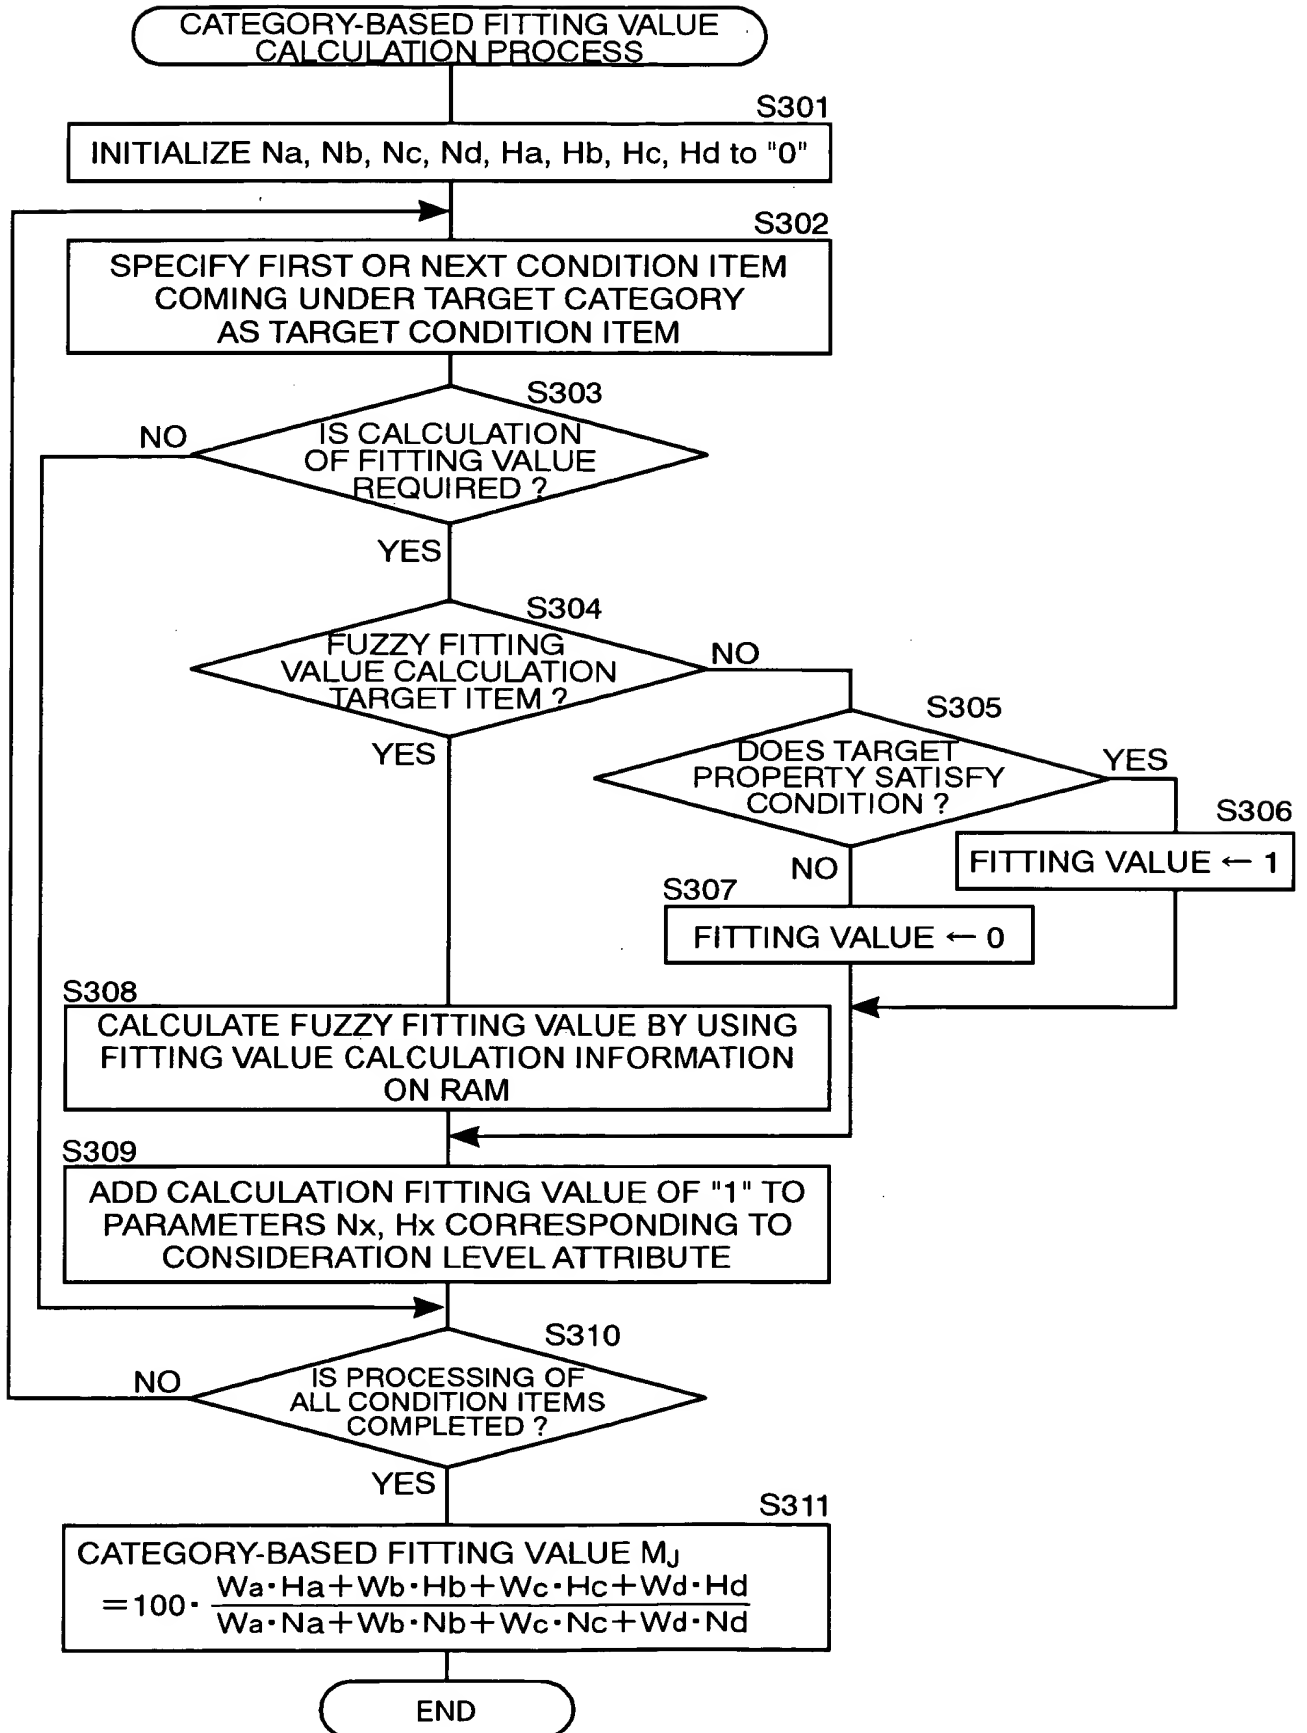 CATEGORY-BASED FITTING VALUE
CALCULATION PROCESS
S301
INITIALIZE Na, Nb, Nc, Nd, Ha, Hb, Hc, Hd to "0"
S302
SPECIFY FIRST OR NEXT CONDITION ITEM
COMING UNDER TARGET CATEGORY
AS TARGET CONDITION ITEM
S303
NO
IS CALCULATION
OF FITTING VALUE
REQUIRED ?
YES
S304
FUZZY FITTING
VALUE CALCULATION
TARGET ITEM ?
NO
YES
S305
DOES TARGET
PROPERTY SATISFY
CONDITION ?
YES
S306
FITTING VALUE ← 1
NO
S307
FITTING VALUE ← 0
S308
CALCULATE FUZZY FITTING VALUE BY USING
FITTING VALUE CALCULATION INFORMATION
ON RAM
S309
ADD CALCULATION FITTING VALUE OF "1" TO
PARAMETERS Nx, Hx CORRESPONDING TO
CONSIDERATION LEVEL ATTRIBUTE
S310
NO
IS PROCESSING OF
ALL CONDITION ITEMS
COMPLETED ?
YES
S311
CATEGORY-BASED FITTING VALUE MJ
=100· Wa·Ha+Wb·Hb+Wc·Hc+Wd·Hd
Wa·Na+Wb·Nb+Wc·Nc+Wd·Nd
END